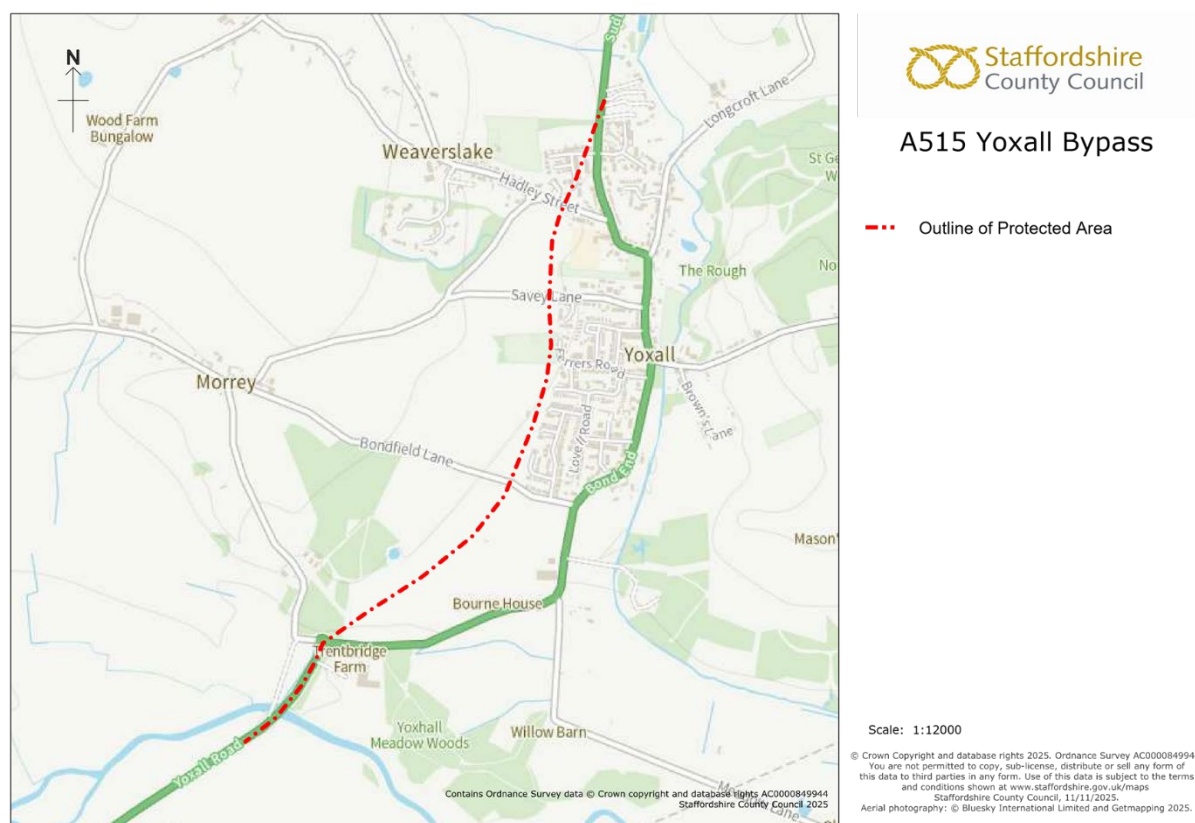 N
Wood Farm
Bungalow
Weaverslake
Hadley Street
Longcroft Lane
The Rough
Savey Lane
Yoxall
Brown's Lane
Love// Road
Morrey
Bondfield Lane
Bond End
Bourne House
Trentbridge
Farm
Yoxhall
Meadow Woods
Willow Barn
Yoxall Road
Contains Ordnance Survey data © Crown copyright and database rights AC0000849944
Staffordshire County Council 2025
Staffordshire
County Council
A515 Yoxall Bypass
Outline of Protected Area
Scale: 1:12000
© Crown Copyright and database rights 2025. Ordnance Survey AC000084994
You are not permitted to copy, sub-license, distribute or sell any form of
this data to third parties in any form. Use of this data is subject to the terms
and conditions shown at www.staffordshire.gov.uk/maps
Staffordshire County Council, 11/11/2025.
Aerial photography: © Bluesky International Limited and Getmapping 2025.